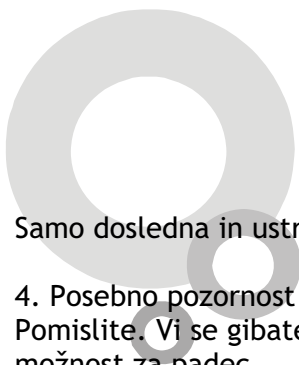 Samo dosledna in ustr
4. Posebno pozornost
Pomislite. Vi se gibate
možnost za padec